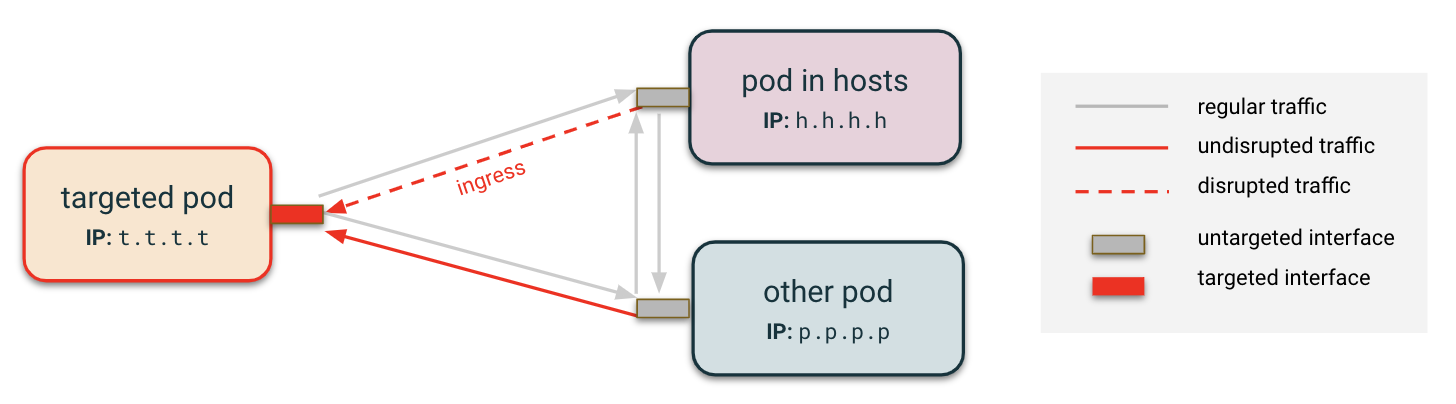 targeted pod
IP: t.t.t.t
ingress
pod in hosts
IP: h.h.h.h
other pod
IP: p.p.p.p
regular traffic
undisrupted traffic
disrupted traffic
untargeted interface
targeted interface